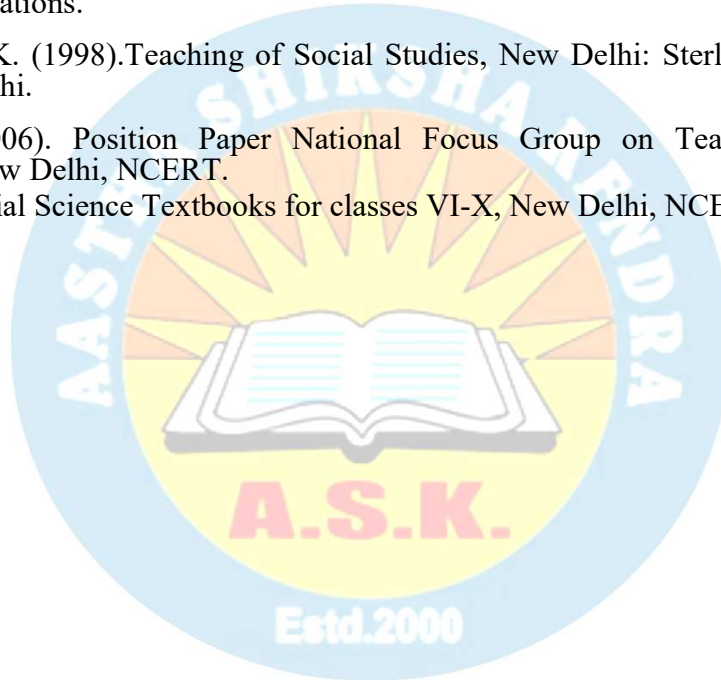 ations.
K. (1998).Teaching of Social Studies, New Delhi: Sterl
hi.
06). Position Paper National Focus Group on Tea
w Delhi, NCERT.
ial Science Textbooks for classes VI-X, New Delhi, NCE
AASTHA SHIKSHA KENDRA
A.S.K.
Estd.2000